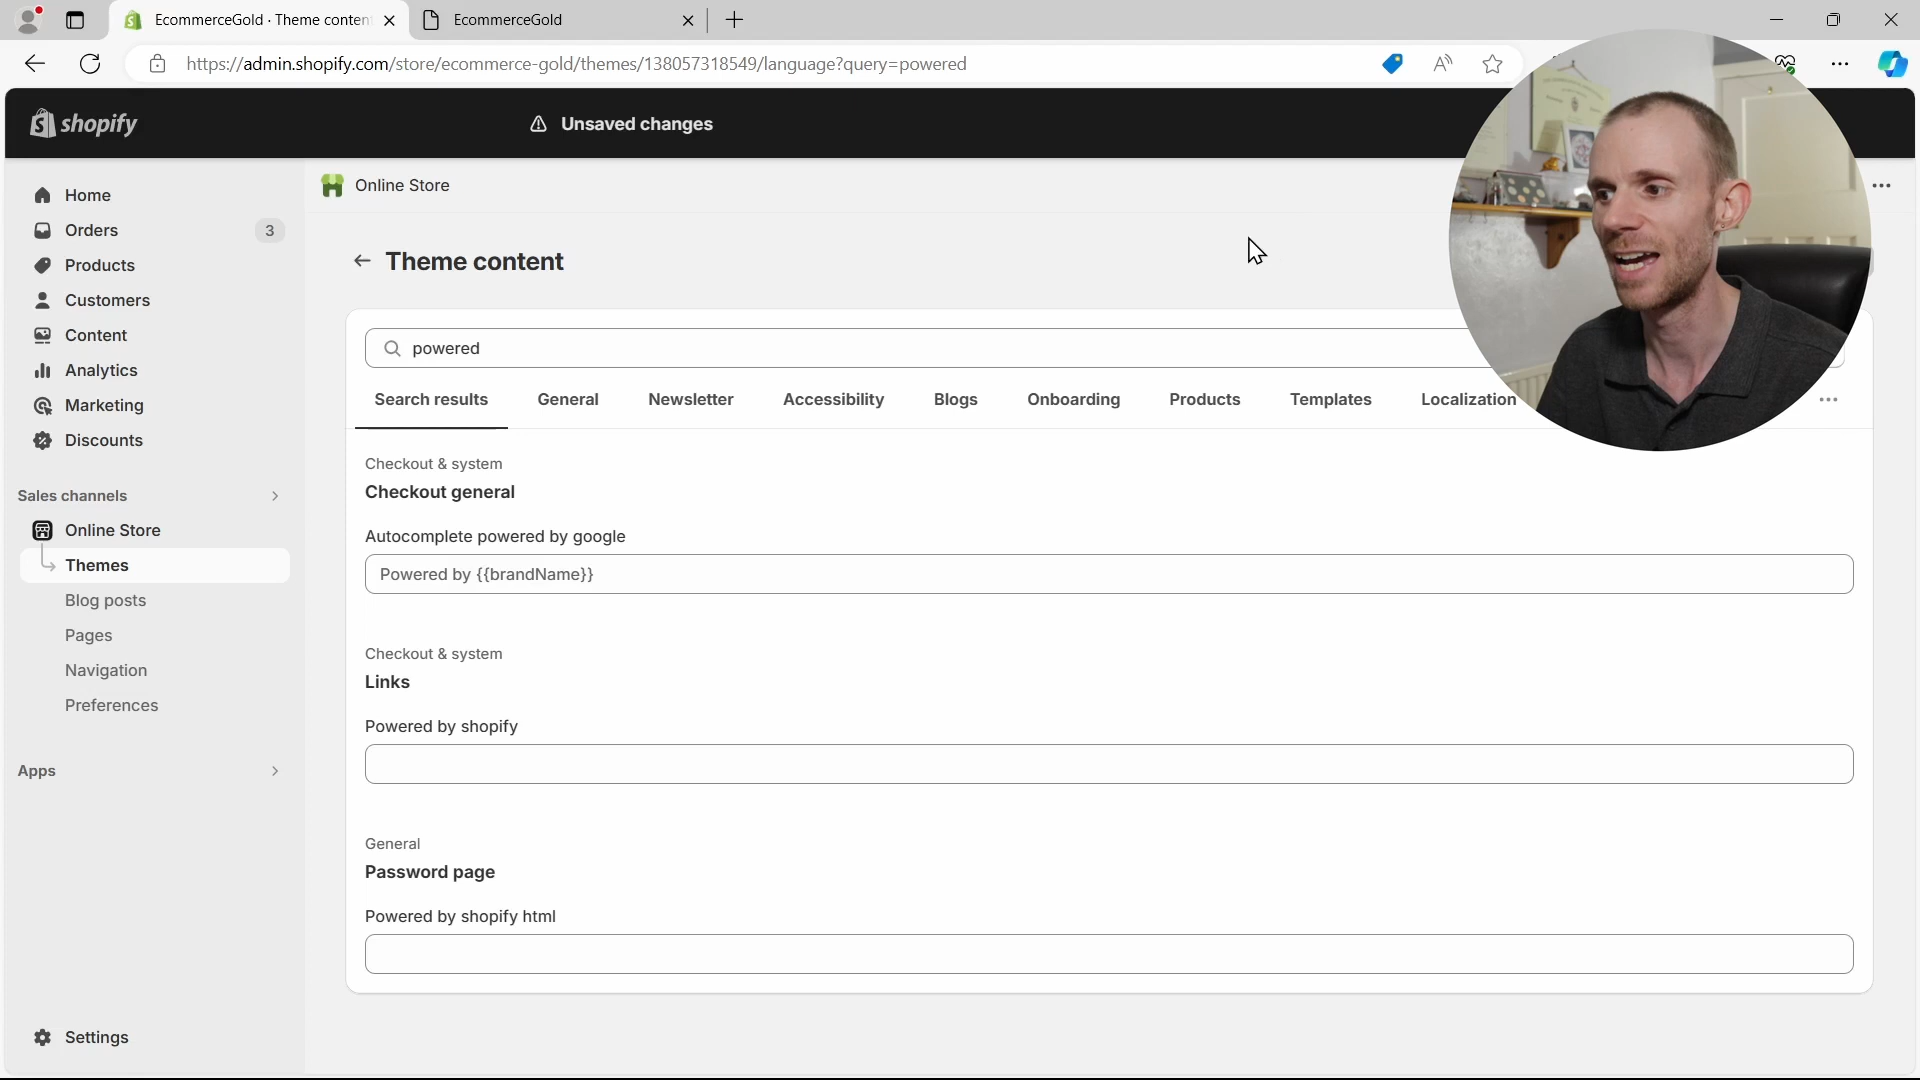 EcommerceGold · Theme conten
EcommerceGold
https://admin.shopify.com/store/ecommerce-gold/themes/138057318549/language?query=powered
shopify
Unsaved changes
Home
Orders
3
Products
Customers
Content
Analytics
Marketing
Discounts
Sales channels
Online Store
Themes
Blog posts
Pages
Navigation
Preferences
Apps
Settings
Online Store
Theme content
powered
Search results
General
Newsletter
Accessibility
Blogs
Onboarding
Products
Templates
Localization
Checkout & system
Checkout general
Autocomplete powered by google
Powered by {{brandName}}
Checkout & system
Links
Powered by shopify
General
Password page
Powered by shopify html